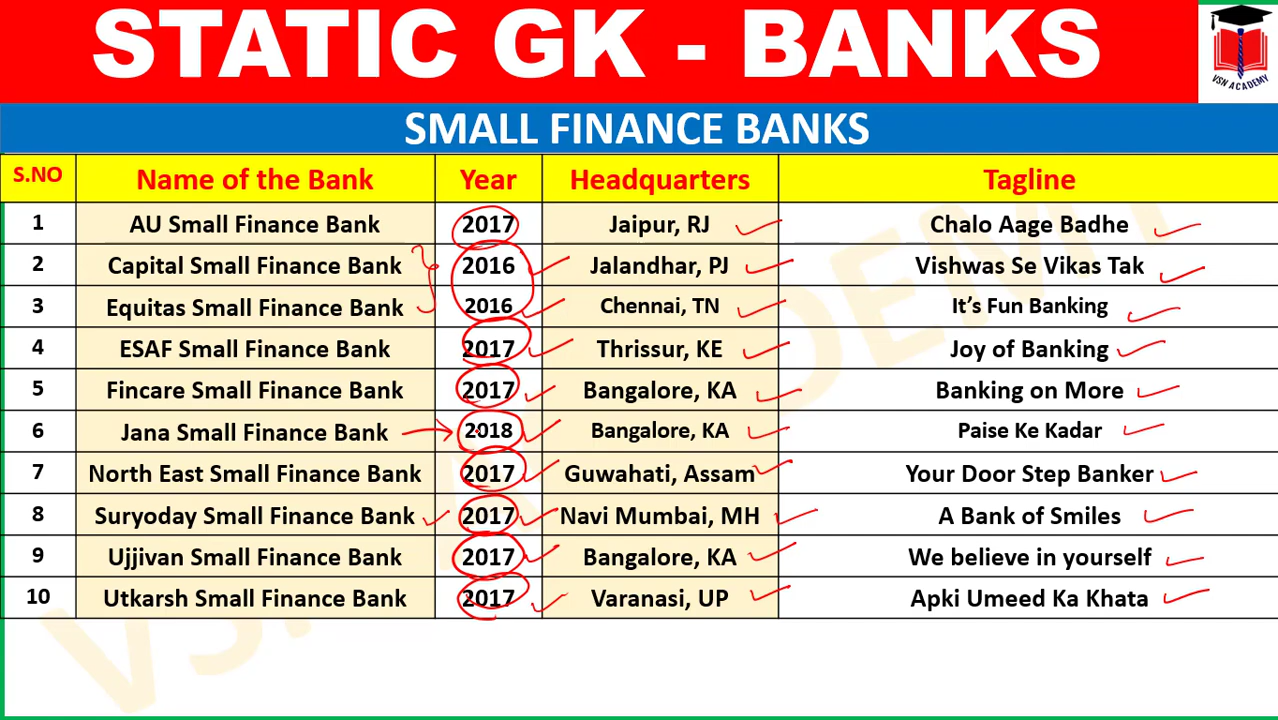 STATIC GK - BANKS
VSN ACADEMY
SMALL FINANCE BANKS
S.NO Name of the Bank Year Headquarters Tagline
1 AU Small Finance Bank 2017 Jaipur, RJ Chalo Aage Badhe
2 Capital Small Finance Bank 2016 Jalandhar, PJ Vishwas Se Vikas Tak
3 Equitas Small Finance Bank 2016 Chennai, TN It's Fun Banking
4 ESAF Small Finance Bank 2017 Thrissur, KE Joy of Banking
5 Fincare Small Finance Bank 2017 Bangalore, KA Banking on More
6 Jana Small Finance Bank 2018 Bangalore, KA Paise Ke Kadar
7 North East Small Finance Bank 2017 Guwahati, Assam Your Door Step Banker
8 Suryoday Small Finance Bank 2017 Navi Mumbai, MH A Bank of Smiles
9 Ujjivan Small Finance Bank 2017 Bangalore, KA We believe in yourself
10 Utkarsh Small Finance Bank 2017 Varanasi, UP Apki Umeed Ka Khata